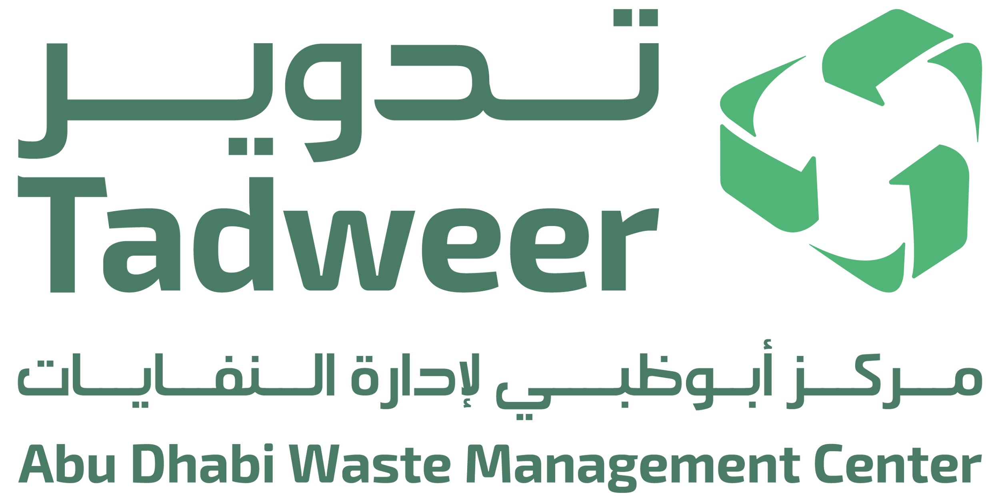 تدوير
Tadweer
مركز أبوظبي لإدارة النفايات
Abu Dhabi Waste Management Center